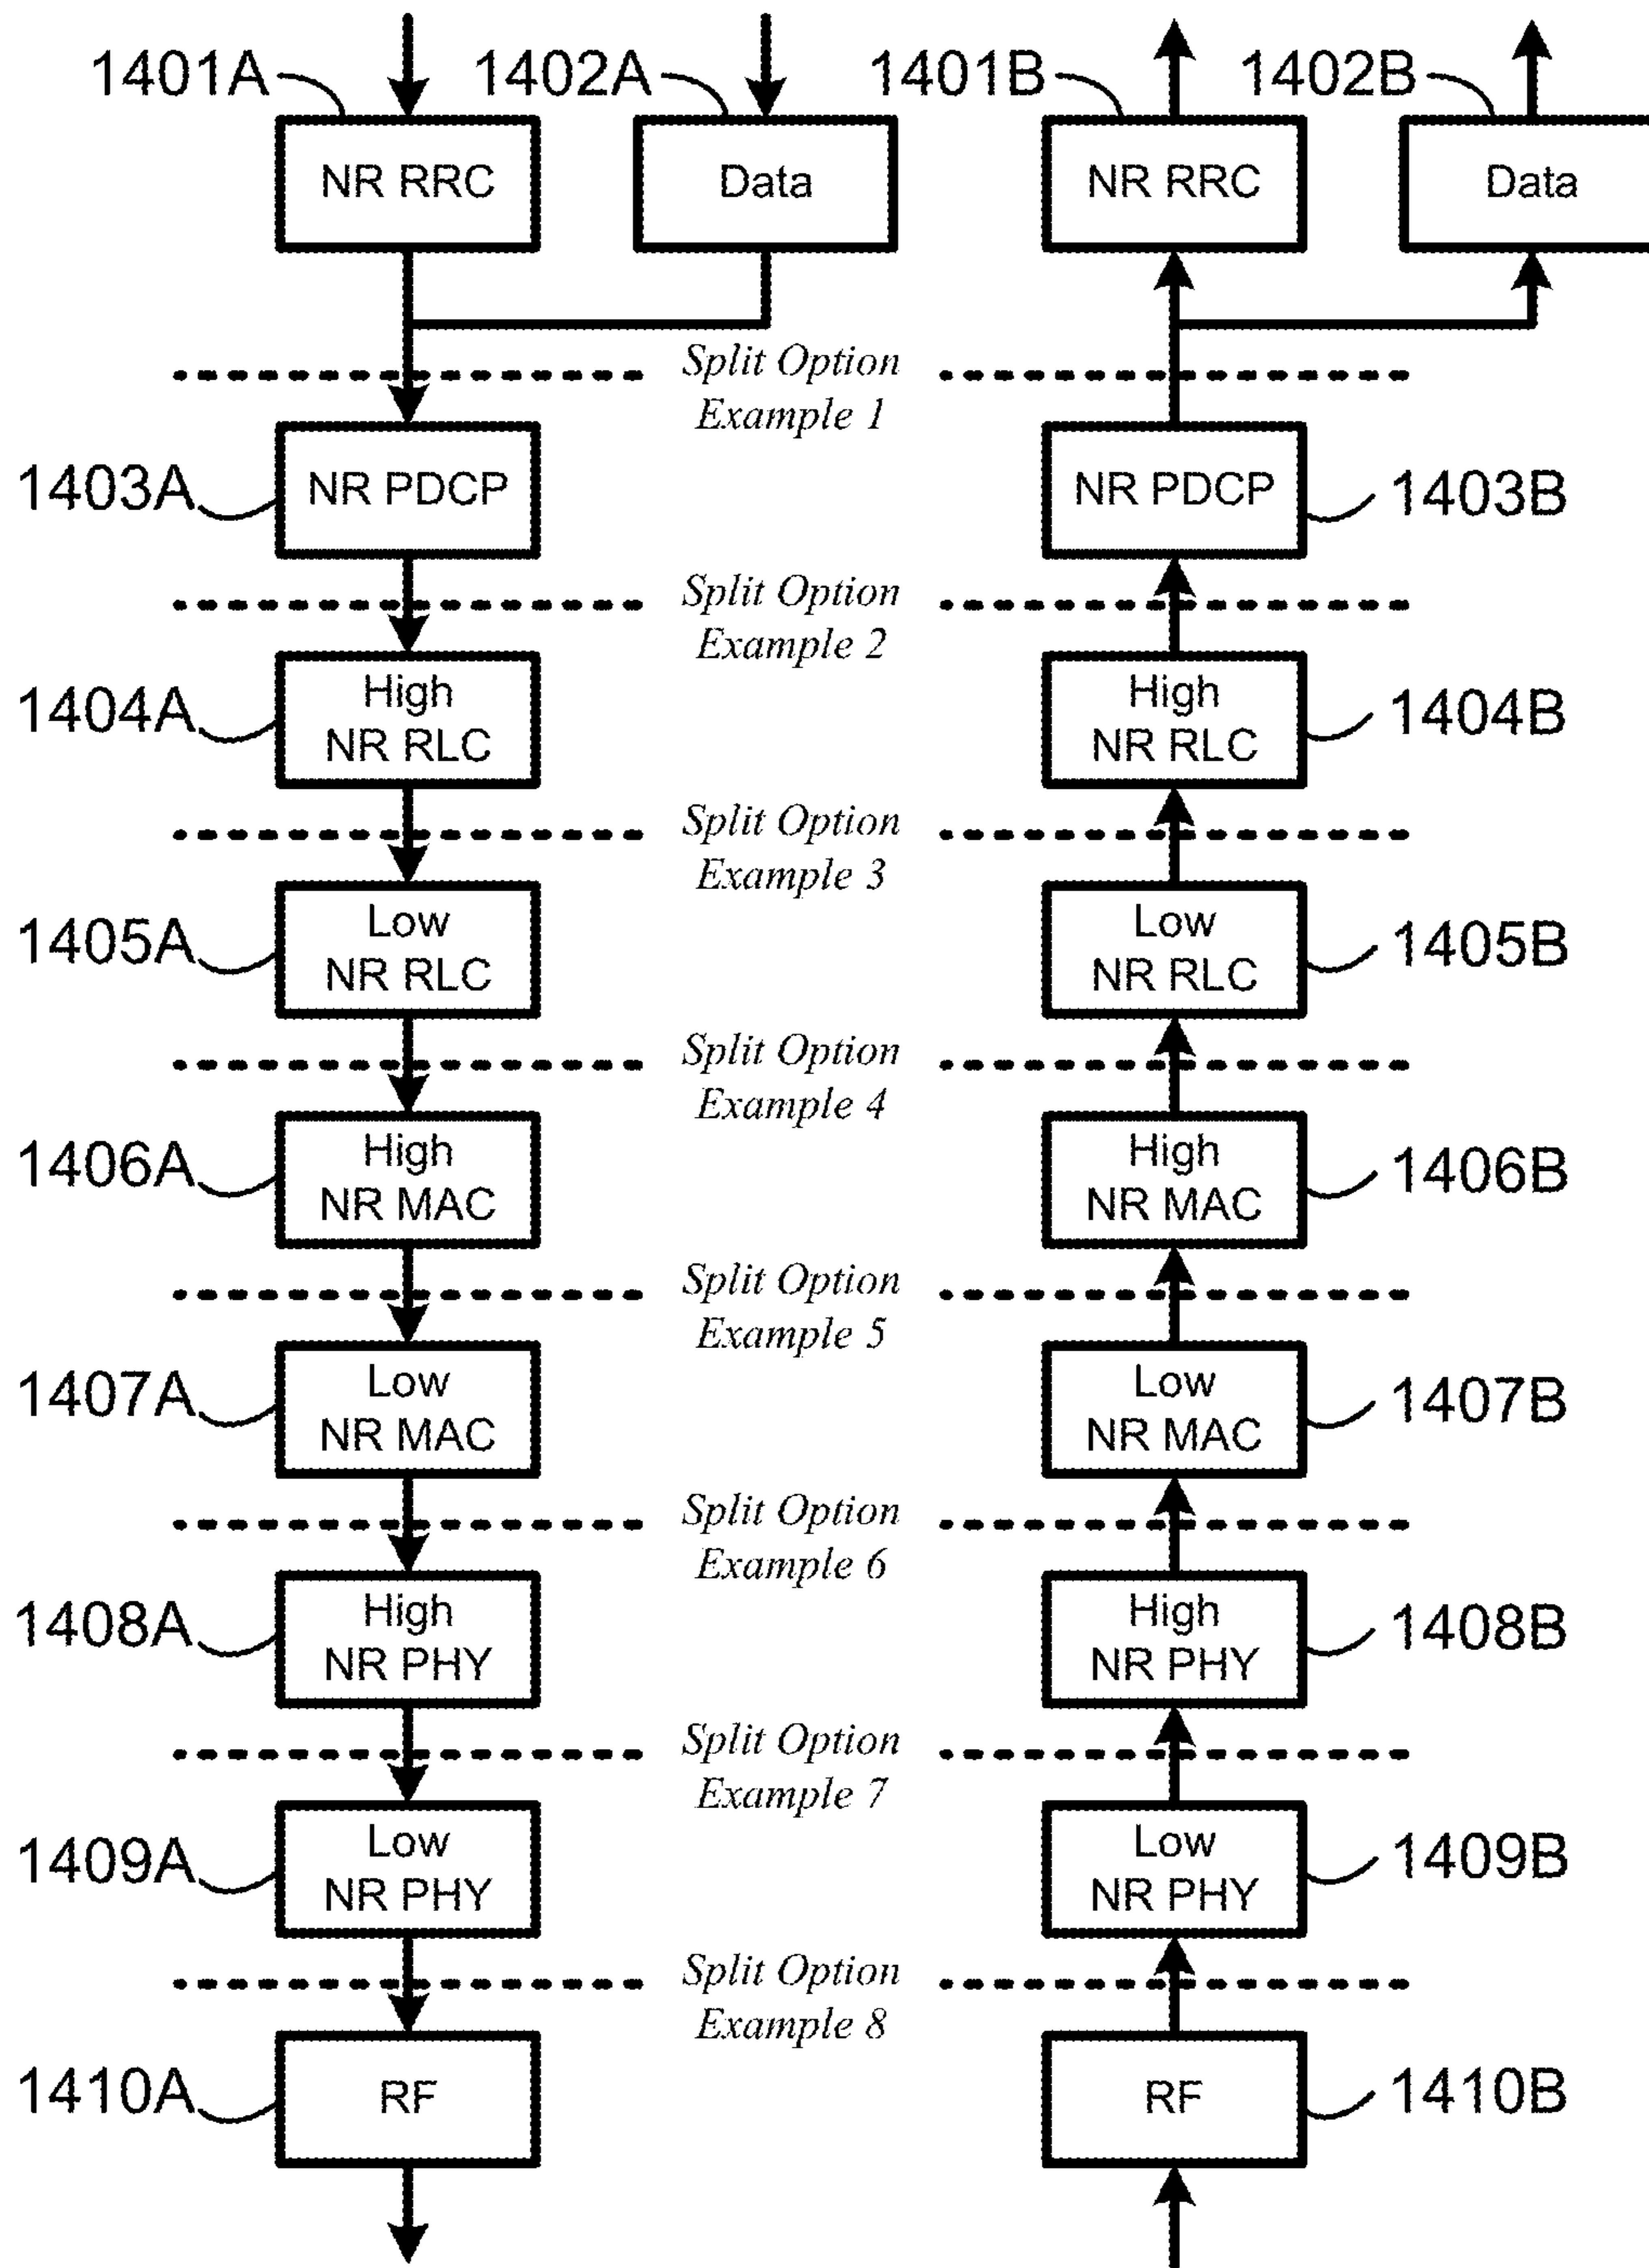 1401A 1402A 1401B 1402B
NR RRC Data NR RRC Data
Split Option
Example 1
1403A NR PDCP NR PDCP 1403B
Split Option
Example 2
1404A High NR RLC High NR RLC 1404B
Split Option
Example 3
1405A Low NR RLC Low NR RLC 1405B
Split Option
Example 4
1406A High NR MAC High NR MAC 1406B
Split Option
Example 5
1407A Low NR MAC Low NR MAC 1407B
Split Option
Example 6
1408A High NR PHY High NR PHY 1408B
Split Option
Example 7
1409A Low NR PHY Low NR PHY 1409B
Split Option
Example 8
1410A RF RF 1410B